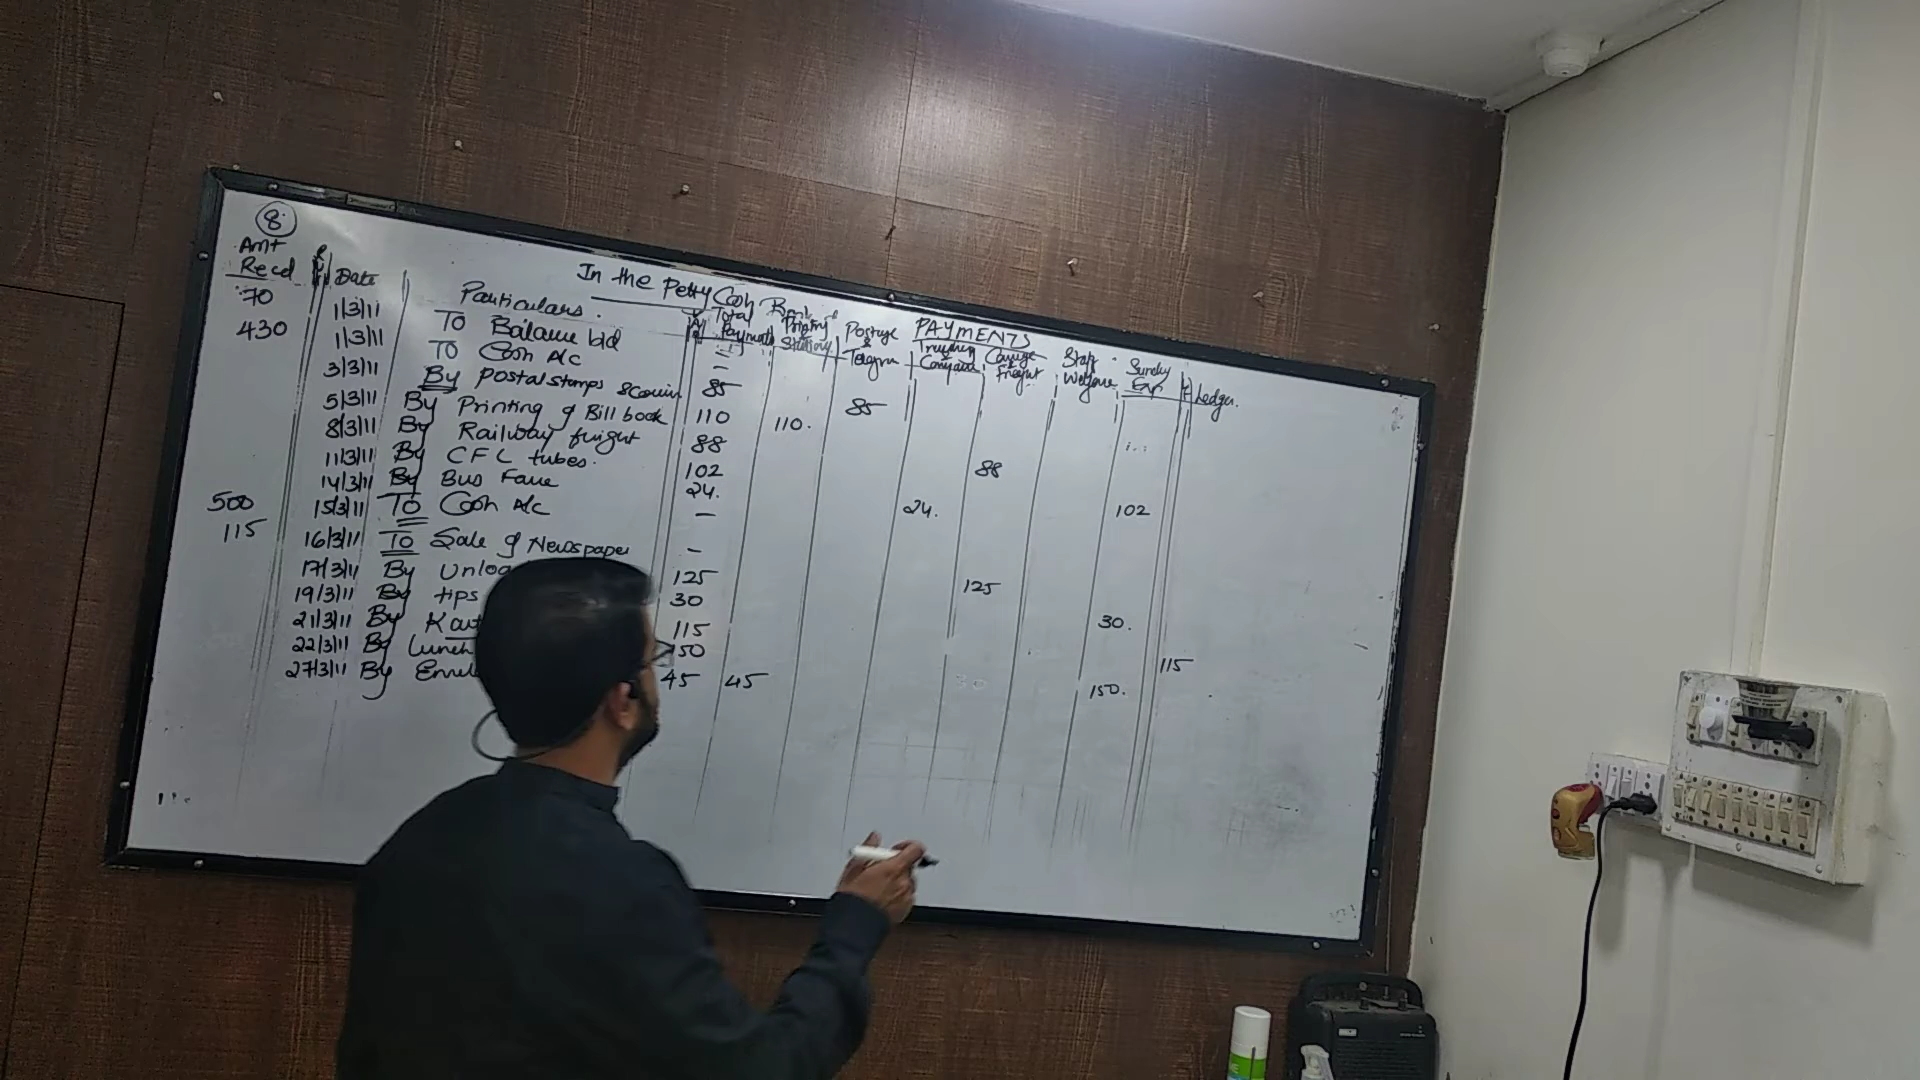 8
In the Petty Cash Book
Amt Recd Date Particulars. Total Payments Printing & Stationy Postage & Telegrm PAYMENTS Carriage & Freight Staff Welfare Sundry Exp Ledger.
70 1/3/11 To Balance b/d -
430 1/3/11 To Cash A/c -
3/3/11 By Postal stamps & 85 85
5/3/11 By Printing of Bill book 110 110.
8/3/11 By Railway frieght 88 88
11/3/11 By CFL tubes. 102 102
14/3/11 By Bus Fare 24. 24.
500 15/3/11 To Cash A/c -
115 16/3/11 To Sale of Newspaper -
17/3/11 By Unloa 125 125
19/3/11 By tips 30 30.
21/3/11 By 115 115
22/3/11 By Lunch 150 150.
27/3/11 By 45 45